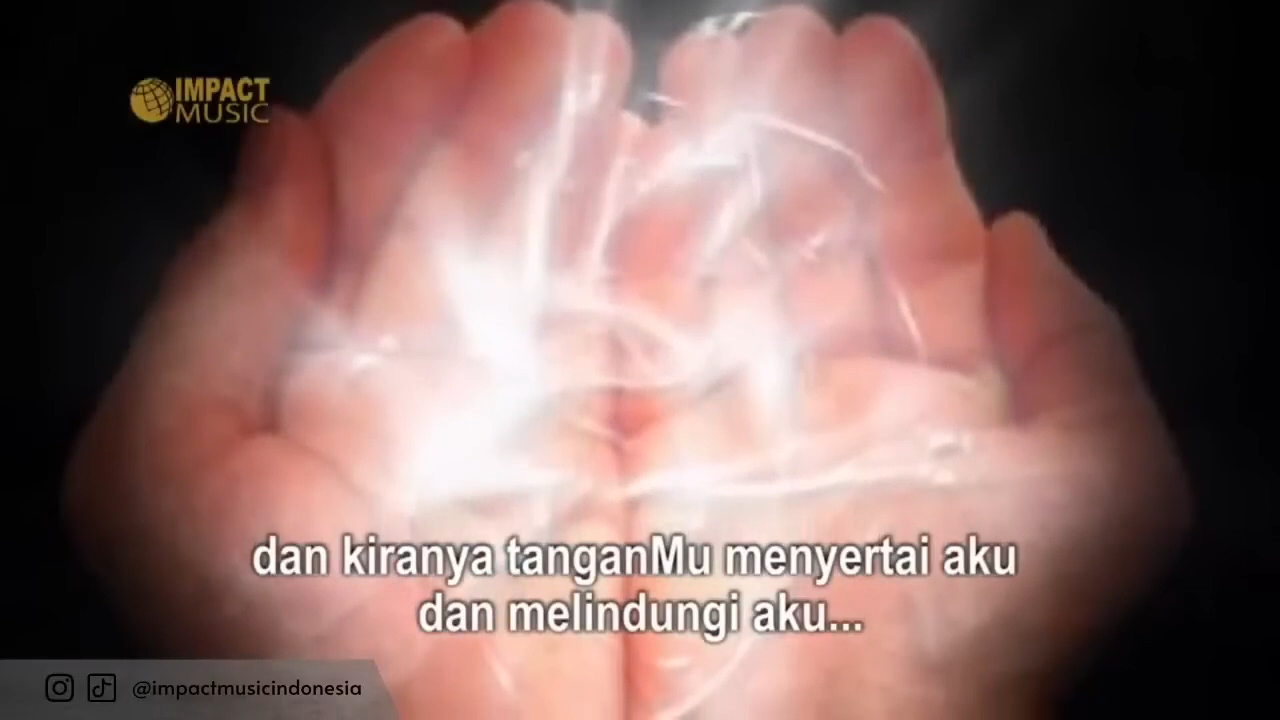 IMPACT
MUSIC
dan kiranya tanganMu menyertai aku
dan melindungi aku...
@impactmusicindonesia